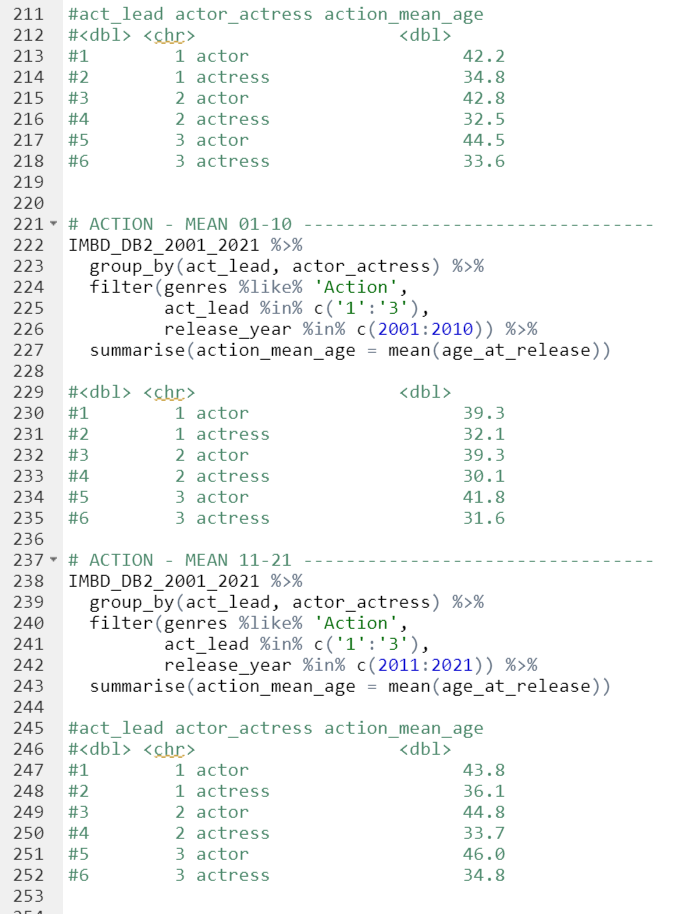 211 #act_lead actor_actress action_mean_age
212 #<dbl> <chr>                   <dbl>
213 #1        1 actor                    42.2
214 #2        1 actress                  34.8
215 #3        2 actor                    42.8
216 #4        2 actress                  32.5
217 #5        3 actor                    44.5
218 #6        3 actress                  33.6
219
220
221 # ACTION - MEAN 01-10 ---------------------------------
222 IMBD_DB2_2001_2021 %>%
223   group_by(act_lead, actor_actress) %>%
224   filter(genres %like% 'Action',
225          act_lead %in% c('1':'3'),
226          release_year %in% c(2001:2010)) %>%
227   summarise(action_mean_age = mean(age_at_release))
228
229 #<dbl> <chr>                   <dbl>
230 #1        1 actor                    39.3
231 #2        1 actress                  32.1
232 #3        2 actor                    39.3
233 #4        2 actress                  30.1
234 #5        3 actor                    41.8
235 #6        3 actress                  31.6
236
237 # ACTION - MEAN 11-21 ---------------------------------
238 IMBD_DB2_2001_2021 %>%
239   group_by(act_lead, actor_actress) %>%
240   filter(genres %like% 'Action',
241          act_lead %in% c('1':'3'),
242          release_year %in% c(2011:2021)) %>%
243   summarise(action_mean_age = mean(age_at_release))
244
245 #act_lead actor_actress action_mean_age
246 #<dbl> <chr>                   <dbl>
247 #1        1 actor                    43.8
248 #2        1 actress                  36.1
249 #3        2 actor                    44.8
250 #4        2 actress                  33.7
251 #5        3 actor                    46.0
252 #6        3 actress                  34.8
253